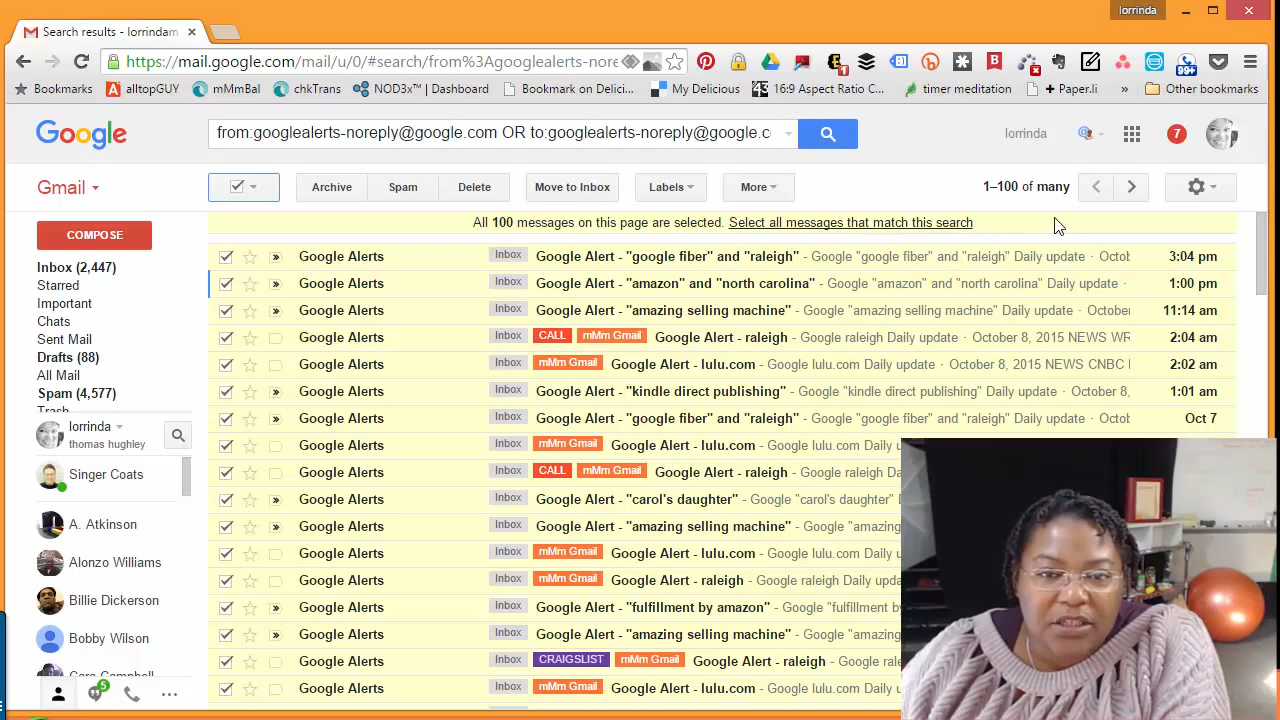 lorrinda
Search results - lorrindam
https://mail.google.com/mail/u/0/#search/from%3Agooglealerts-nore
1
99+
Bookmarks alltopGUY mMmBal chkTrans NOD3x™ | Dashboard Bookmark on Delici... My Delicious 43 16:9 Aspect Ratio C... timer meditation + Paper.li » Other bookmarks
Google from:googlealerts-noreply@google.com OR to:googlealerts-noreply@google.c lorrinda 7
Gmail Archive Spam Delete Move to Inbox Labels More 1–100 of many
All 100 messages on this page are selected. Select all messages that match this search
COMPOSE
Inbox (2,447)
Starred
Important
Chats
Sent Mail
Drafts (88)
All Mail
Spam (4,577)
Trash
lorrinda
thomas hughley
Singer Coats
A. Atkinson
Alonzo Williams
Billie Dickerson
Bobby Wilson
Cora Campbell
5
Google Alerts Inbox Google Alert - "google fiber" and "raleigh" - Google "google fiber" and "raleigh" Daily update · Octob 3:04 pm
Google Alerts Inbox Google Alert - "amazon" and "north carolina" - Google "amazon" and "north carolina" Daily update · 1:00 pm
Google Alerts Inbox Google Alert - "amazing selling machine" - Google "amazing selling machine" Daily update · October 11:14 am
Google Alerts Inbox CALL mMm Gmail Google Alert - raleigh - Google raleigh Daily update · October 8, 2015 NEWS WR 2:04 am
Google Alerts Inbox mMm Gmail Google Alert - lulu.com - Google lulu.com Daily update · October 8, 2015 NEWS CNBC 2:02 am
Google Alerts Inbox Google Alert - "kindle direct publishing" - Google "kindle direct publishing" Daily update · October 8, 1:01 am
Google Alerts Inbox Google Alert - "google fiber" and "raleigh" - Google "google fiber" and "raleigh" Daily update · Octob Oct 7
Google Alerts Inbox mMm Gmail Google Alert - lulu.com - Google lulu.com Dai
Google Alerts Inbox CALL mMm Gmail Google Alert - raleigh - Google ral
Google Alerts Inbox Google Alert - "carol's daughter" - Google "carol's daughter"
Google Alerts Inbox Google Alert - "amazing selling machine" - Google "amazing
Google Alerts Inbox mMm Gmail Google Alert - lulu.com - Google lulu.com Dai
Google Alerts Inbox mMm Gmail Google Alert - raleigh - Google raleigh Daily upda
Google Alerts Inbox Google Alert - "fulfillment by amazon" - Google "fulfillment
Google Alerts Inbox Google Alert - "amazing selling machine" - Google "amazing
Google Alerts Inbox CRAIGSLIST mMm Gmail Google Alert - raleigh - Google rale
Google Alerts Inbox mMm Gmail Google Alert - lulu.com - Google lulu.com Daily